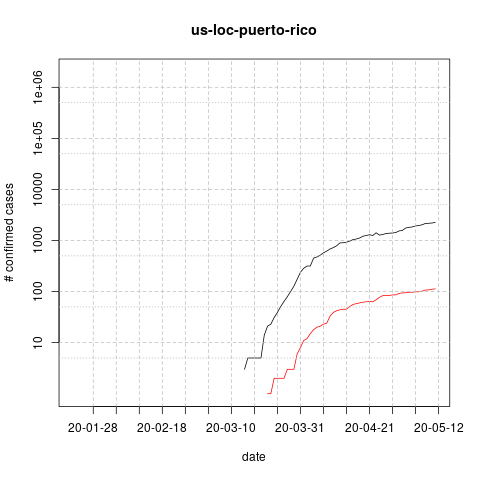 us-loc-puerto-rico
# confirmed cases
1e+06
1e+05
10000
1000
100
10
20-01-28 20-02-18 20-03-10 20-03-31 20-04-21 20-05-12
date